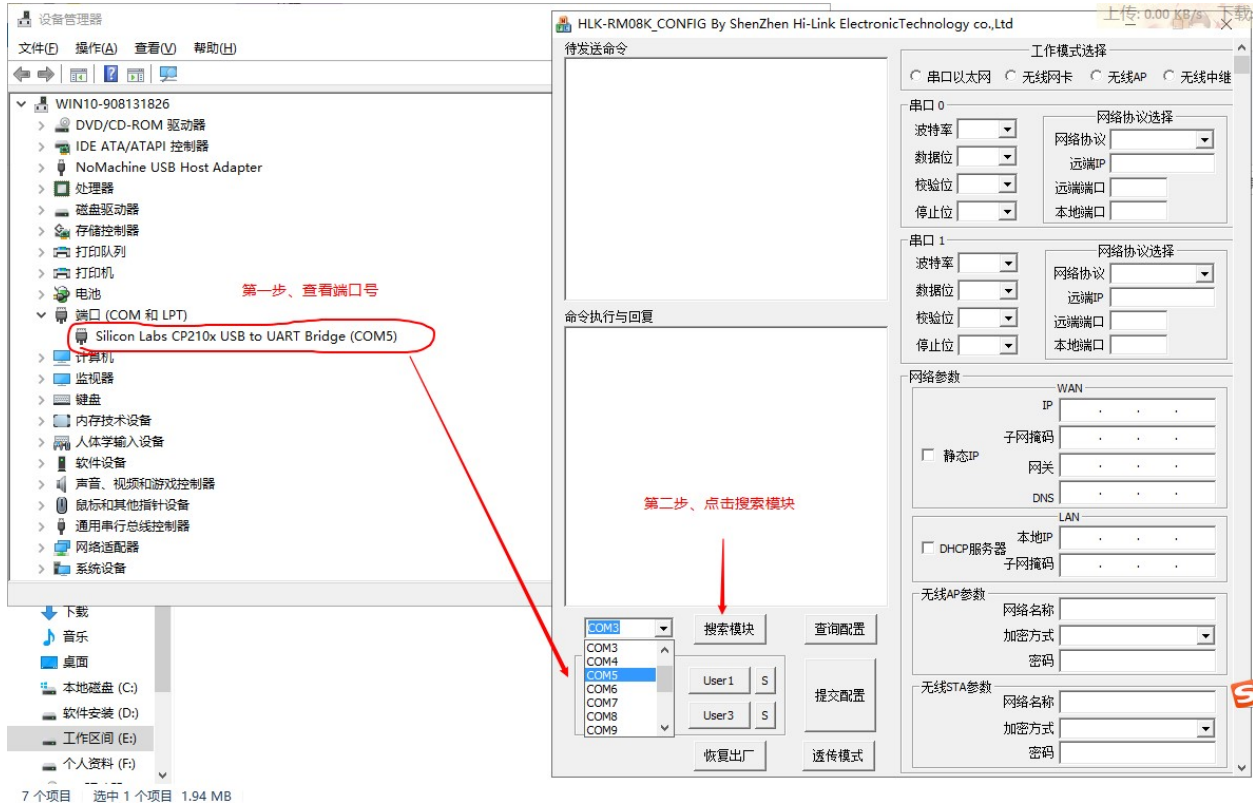 设备管理器
文件(F) 操作(A) 查看(V) 帮助(H)
WIN10-908131826
DVD/CD-ROM 驱动器
IDE ATA/ATAPI 控制器
NoMachine USB Host Adapter
处理器
磁盘驱动器
存储控制器
打印队列
打印机
电池
端口 (COM 和 LPT)
Silicon Labs CP210x USB to UART Bridge (COM5)
计算机
监视器
键盘
内存技术设备
人体学输入设备
软件设备
声音、视频和游戏控制器
鼠标和其他指针设备
通用串行总线控制器
网络适配器
系统设备
第一步、查看端口号
下载
音乐
桌面
本地磁盘 (C:)
软件安装 (D:)
工作区间 (E:)
个人资料 (F:)
7 个项目 选中 1 个项目 1.94 MB
HLK-RM08K_CONFIG By ShenZhen Hi-Link ElectronicTechnology co.,Ltd
上传: 0.00 KB/s 下载
待发送命令
命令执行与回复
第二步、点击搜索模块
COM3
搜索模块
查询配置
COM3
COM4
COM5
COM6
COM7
COM8
COM9
User1 S
User3 S
提交配置
恢复出厂
透传模式
工作模式选择
串口以太网 无线网卡 无线AP 无线中继
串口 0
波特率
数据位
校验位
停止位
网络协议选择
网络协议
远端IP
远端端口
本地端口
串口 1
波特率
数据位
校验位
停止位
网络协议选择
网络协议
远端IP
远端端口
本地端口
网络参数
WAN
静态IP
IP
子网掩码
网关
DNS
LAN
DHCP服务器
本地IP
子网掩码
无线AP参数
网络名称
加密方式
密码
无线STA参数
网络名称
加密方式
密码